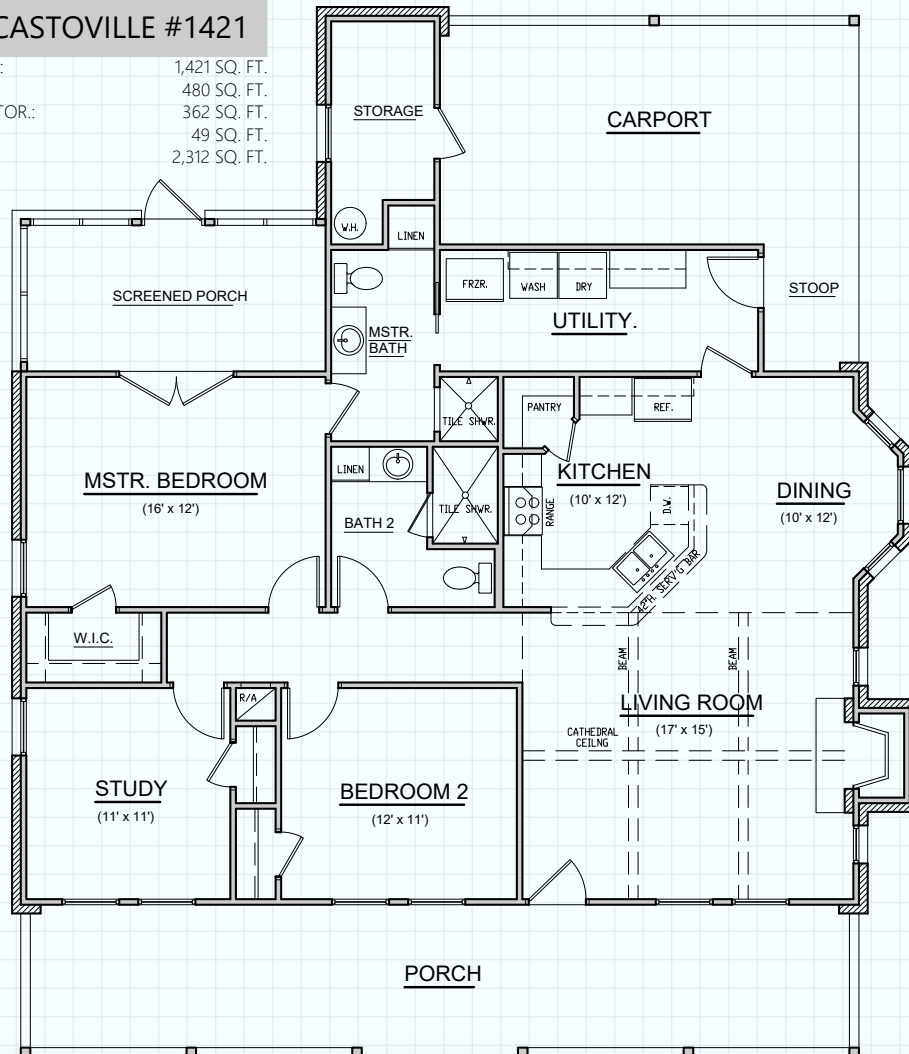 CASTOVILLE #1421
: 1,421 SQ. FT.
480 SQ. FT.
TOR.: 362 SQ. FT.
49 SQ. FT.
2,312 SQ. FT.
STORAGE
CARPORT
W.H.
LINEN
SCREENED PORCH
FRZR.
WASH
DRY
STOOP
UTILITY.
MSTR.
BATH
TILE SHWR.
PANTRY
REF.
MSTR. BEDROOM
(16' x 12')
LINEN
BATH 2
TILE SHWR.
KITCHEN
(10' x 12')
RANGE
D.W.
42"H. SERV'G BAR
DINING
(10' x 12')
W.I.C.
R/A
BEAM
BEAM
LIVING ROOM
(17' x 15')
CATHEDRAL
CEILNG
STUDY
(11' x 11')
BEDROOM 2
(12' x 11')
PORCH